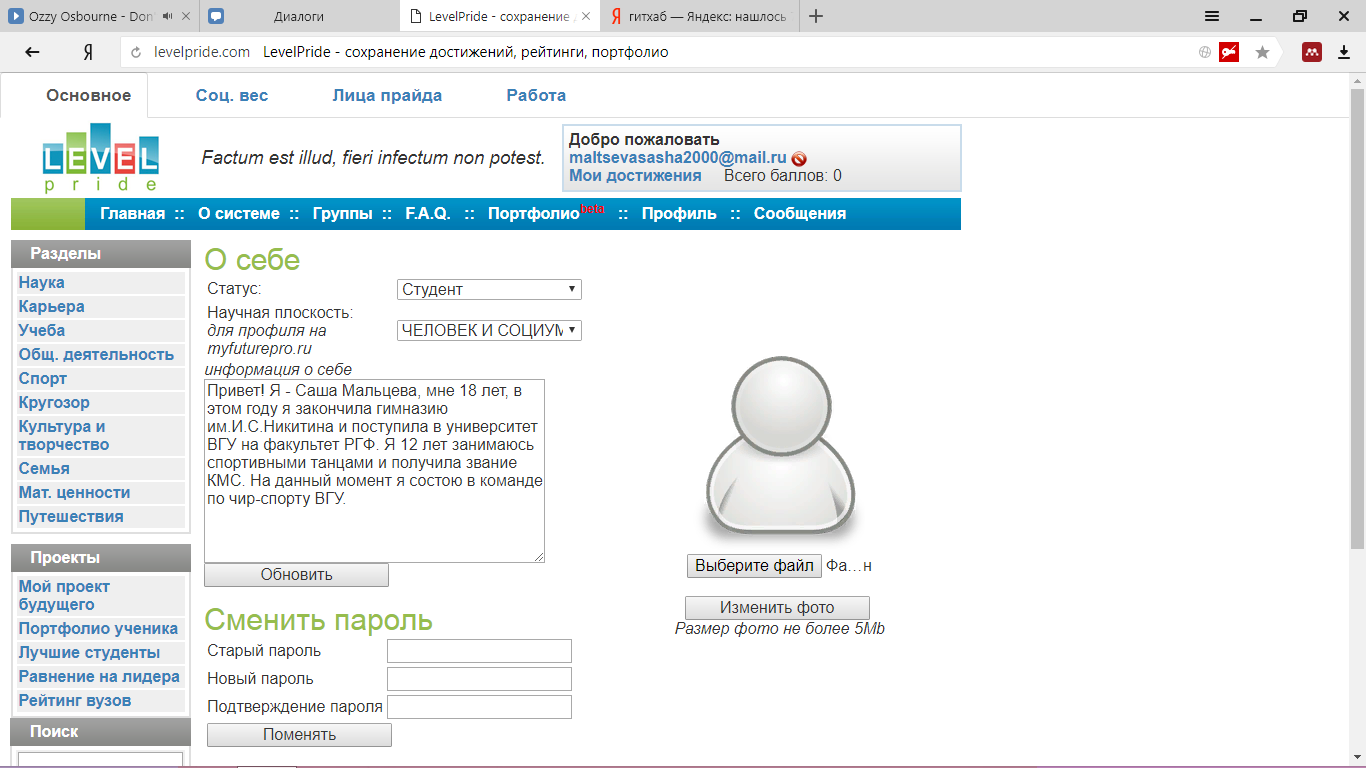 Ozzy Osbourne - Don'
Диалоги
LevelPride - сохранение д
гитхаб — Яндекс: нашлось
levelpride.com LevelPride - сохранение достижений, рейтинги, портфолио
Основное
Соц. вес
Лица прайда
Работа
LEVEL
pride
Factum est illud, fieri infectum non potest.
Добро пожаловать
maltsevasasha2000@mail.ru
Мои достижения Всего баллов: 0
Главная :: О системе :: Группы :: F.A.Q. :: Портфолио beta :: Профиль :: Сообщения
Разделы
Наука
Карьера
Учеба
Общ. деятельность
Спорт
Кругозор
Культура и
творчество
Семья
Мат. ценности
Путешествия
Проекты
Мой проект
будущего
Портфолио ученика
Лучшие студенты
Равнение на лидера
Рейтинг вузов
Поиск
О себе
Статус: Студент
Научная плоскость:
для профиля на
myfuturepro.ru
ЧЕЛОВЕК И СОЦИУМ
информация о себе
Привет! Я - Саша Мальцева, мне 18 лет, в
этом году я закончила гимназию
им.И.С.Никитина и поступила в университет
ВГУ на факультет РГФ. Я 12 лет занимаюсь
спортивными танцами и получила звание
КМС. На данный момент я состою в команде
по чир-спорту ВГУ.
Обновить
Сменить пароль
Старый пароль
Новый пароль
Подтверждение пароля
Поменять
Выберите файл Фа...н
Изменить фото
Размер фото не более 5Mb